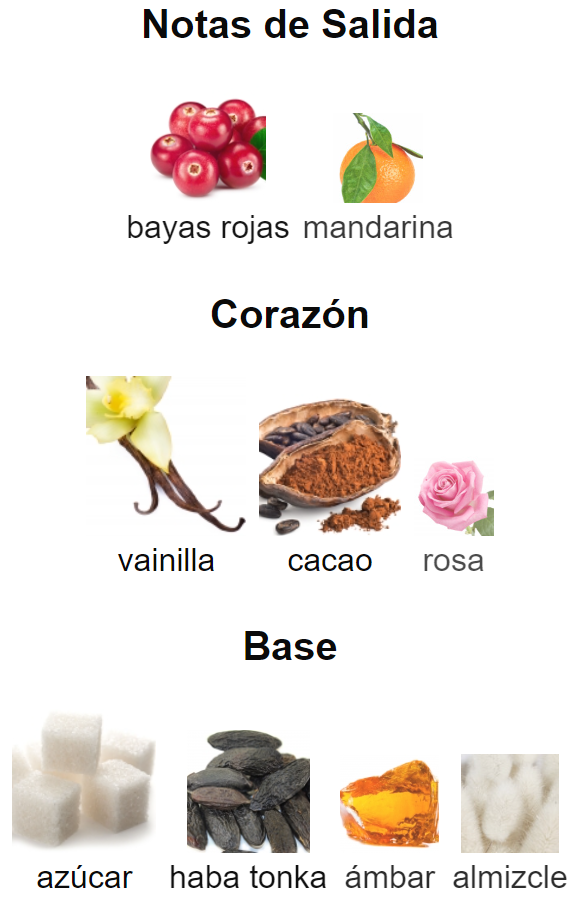 Notas de Salida
bayas rojas mandarina
Corazón
vainilla cacao rosa
Base
azúcar haba tonka ámbar almizcle